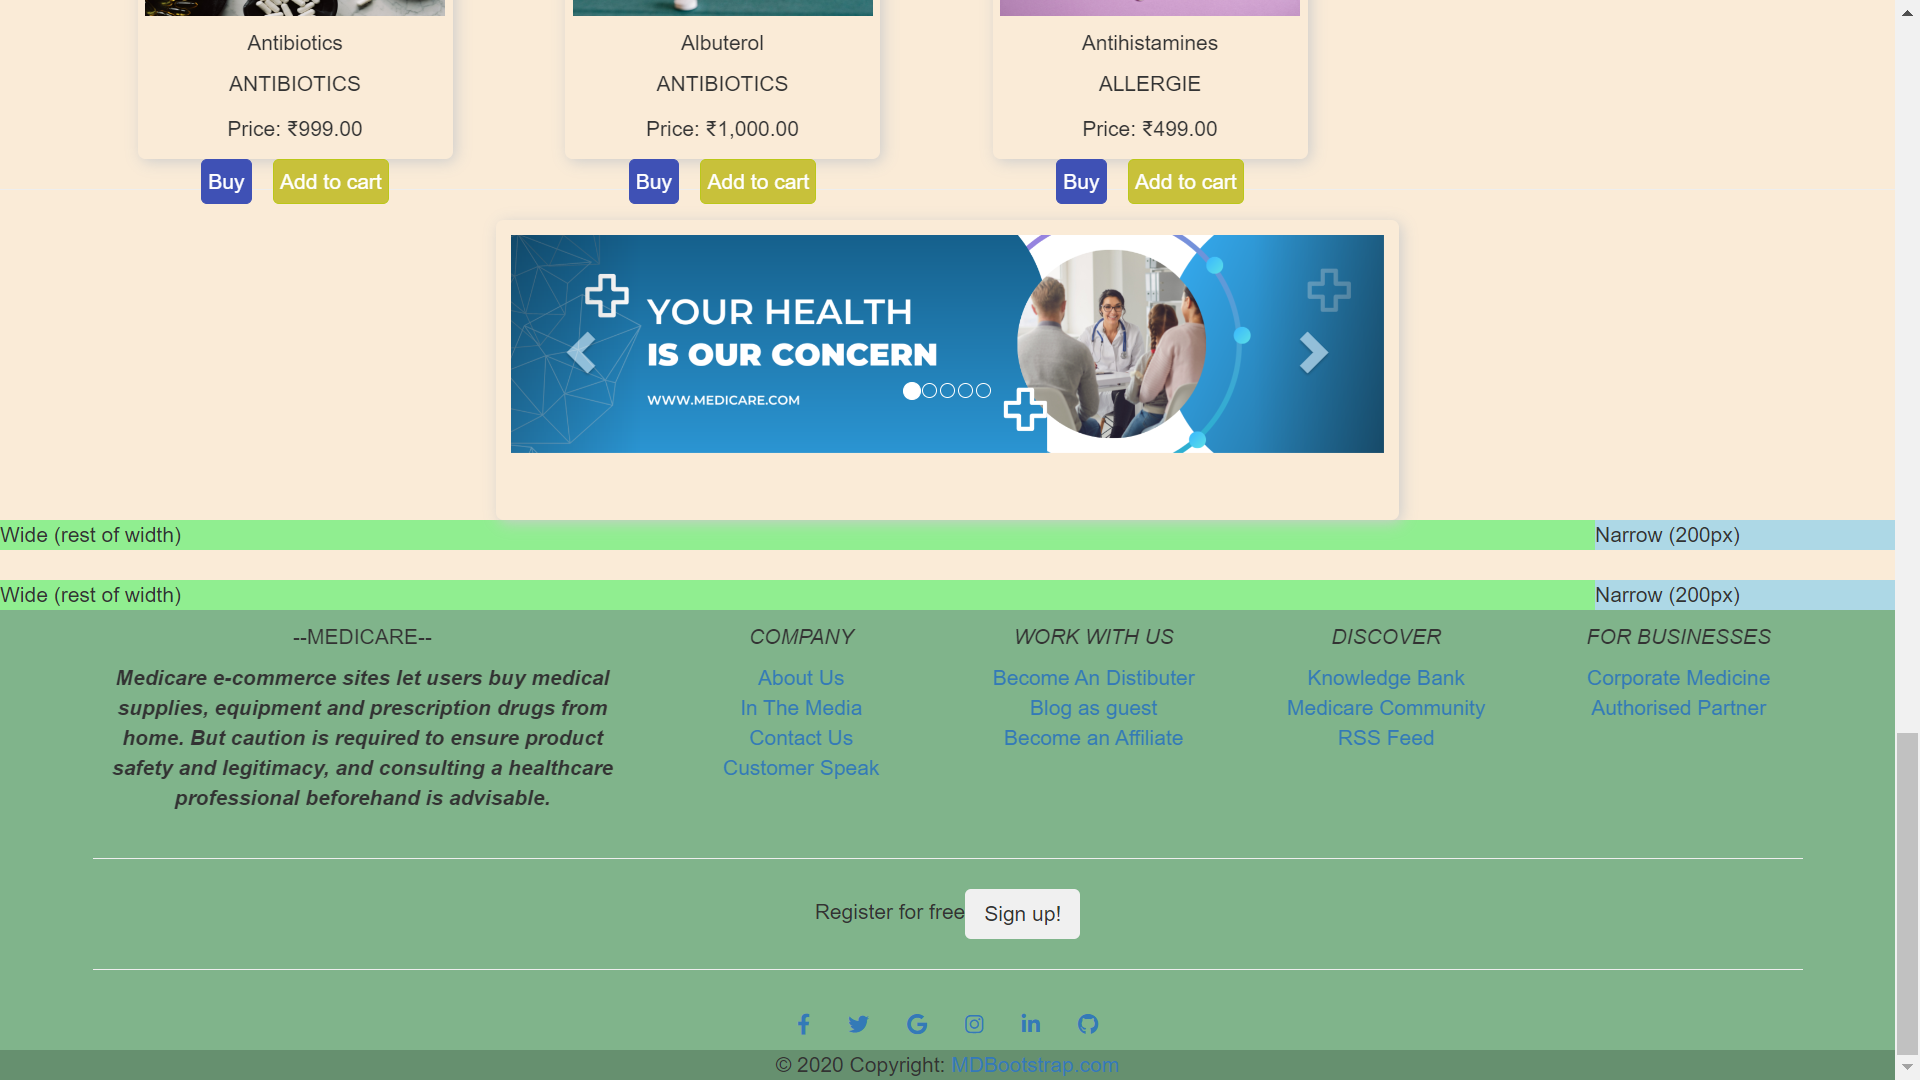 Antibiotics
ANTIBIOTICS
Price: ₹999.00
Buy
Add to cart
Albuterol
ANTIBIOTICS
Price: ₹1,000.00
Buy
Add to cart
Antihistamines
ALLERGIE
Price: ₹499.00
Buy
Add to cart
YOUR HEALTH
IS OUR CONCERN
WWW.MEDICARE.COM
Wide (rest of width)
Narrow (200px)
Wide (rest of width)
Narrow (200px)
--MEDICARE--
Medicare e-commerce sites let users buy medical
supplies, equipment and prescription drugs from
home. But caution is required to ensure product
safety and legitimacy, and consulting a healthcare
professional beforehand is advisable.
COMPANY
About Us
In The Media
Contact Us
Customer Speak
WORK WITH US
Become An Distibuter
Blog as guest
Become an Affiliate
DISCOVER
Knowledge Bank
Medicare Community
RSS Feed
FOR BUSINESSES
Corporate Medicine
Authorised Partner
Register for free
Sign up!
© 2020 Copyright: MDBootstrap.com